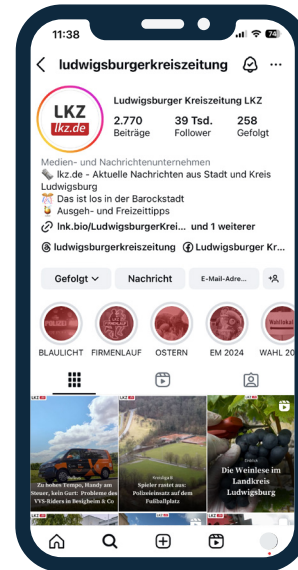 11:38
74
ludwigsburgerkreiszeitung
LKZ
lkz.de
Ludwigsburger Kreiszeitung LKZ
2.770 39 Tsd. 258
Beiträge Follower Gefolgt
Medien- und Nachrichtenunternehmen
lkz.de - Aktuelle Nachrichten aus Stadt und Kreis
Ludwigsburg
Das ist los in der Barockstadt
Ausgeh- und Freizeittipps
lnk.bio/LudwigsburgerKrei... und 1 weiterer
ludwigsburgerkreiszeitung Ludwigsburger Kr...
Gefolgt Nachricht E-Mail-Adre...
POLIZEI FIRMENLAUF Wahllokal
BLAULICHT FIRMENLAUF OSTERN EM 2024 WAHL 20
LKZ LKZ LKZ
Zu hohes Tempo, Handy am
Steuer, kein Gurt: Probleme des
VVS-Riders in Besigheim & Co
Kreisliga B
Spieler rastet aus:
Polizeieinsatz auf dem
Fußballplatz
Die Weinlese im
Landkreis
Ludwigsburg